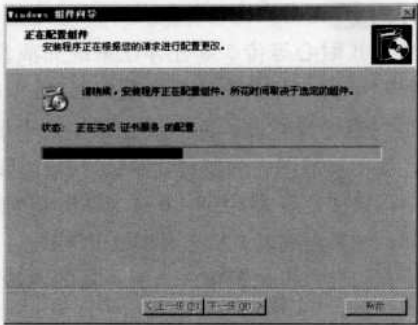 Windows 组件向导
正在配置组件
安装程序正在根据您的请求进行配置更改。
请稍候，安装程序正在配置组件。所花时间取决于选定的组件。
状态： 正在完成 证书服务 的配置...
< 上一步(B) 下一步(N) > 帮助